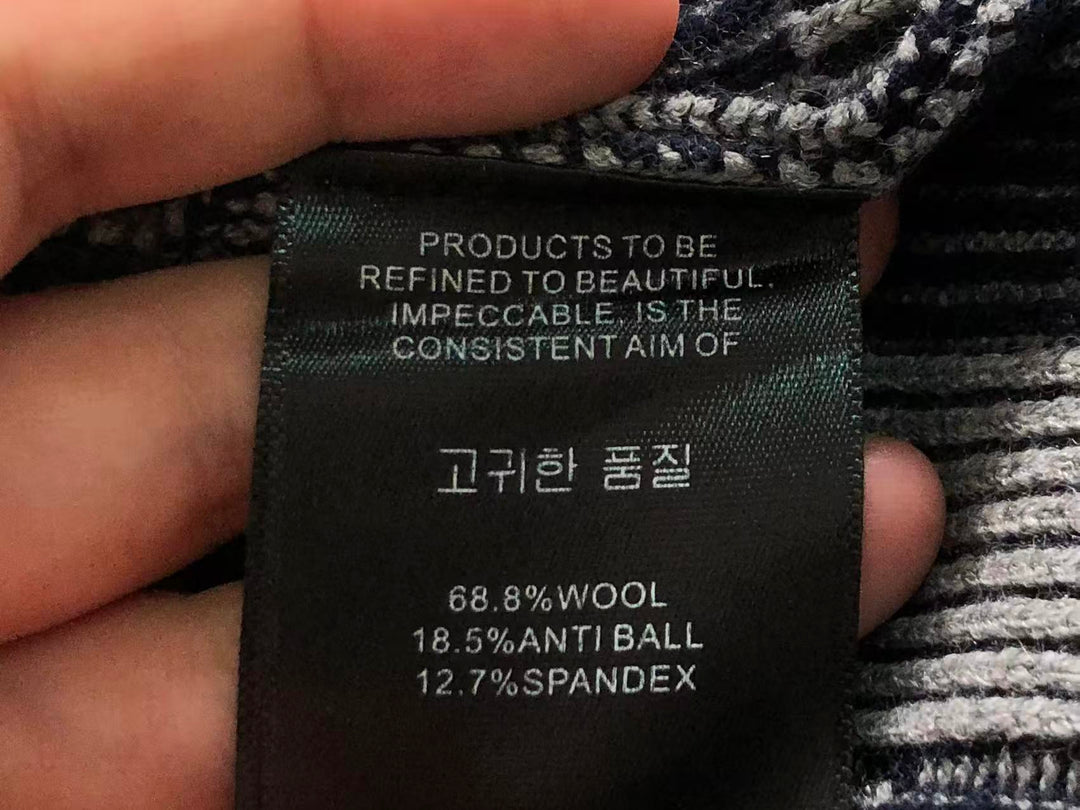 PRODUCTS TO BE
REFINED TO BEAUTIFUL.
IMPECCABLE, IS THE
CONSISTENT AIM OF
고귀한 품질
68.8%WOOL
18.5%ANTI BALL
12.7%SPANDEX